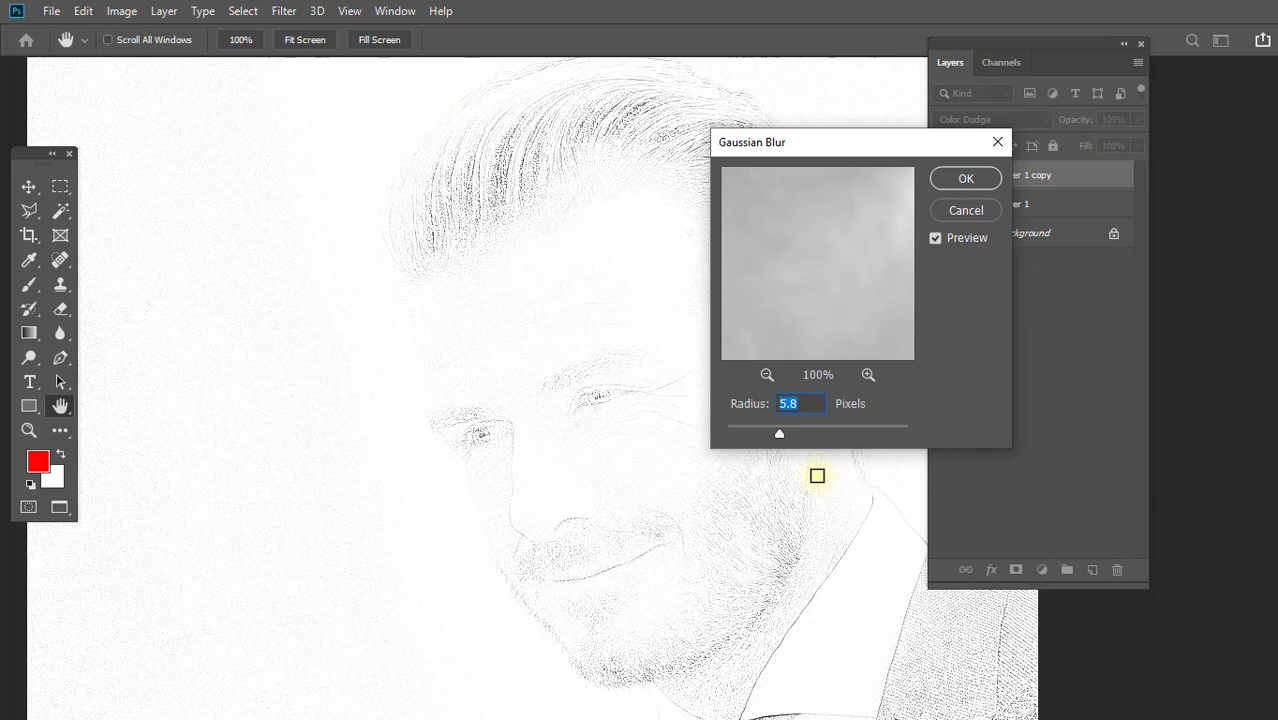 Ps File Edit Image Layer Type Select Filter 3D View Window Help
Scroll All Windows 100% Fit Screen Fill Screen
Layers Channels
Kind
Color Dodge Opacity: 100%
Fill: 100%
Gaussian Blur
OK
Cancel
Preview
100%
Radius: 5.8 Pixels
er 1 copy
er 1
ckground
fx